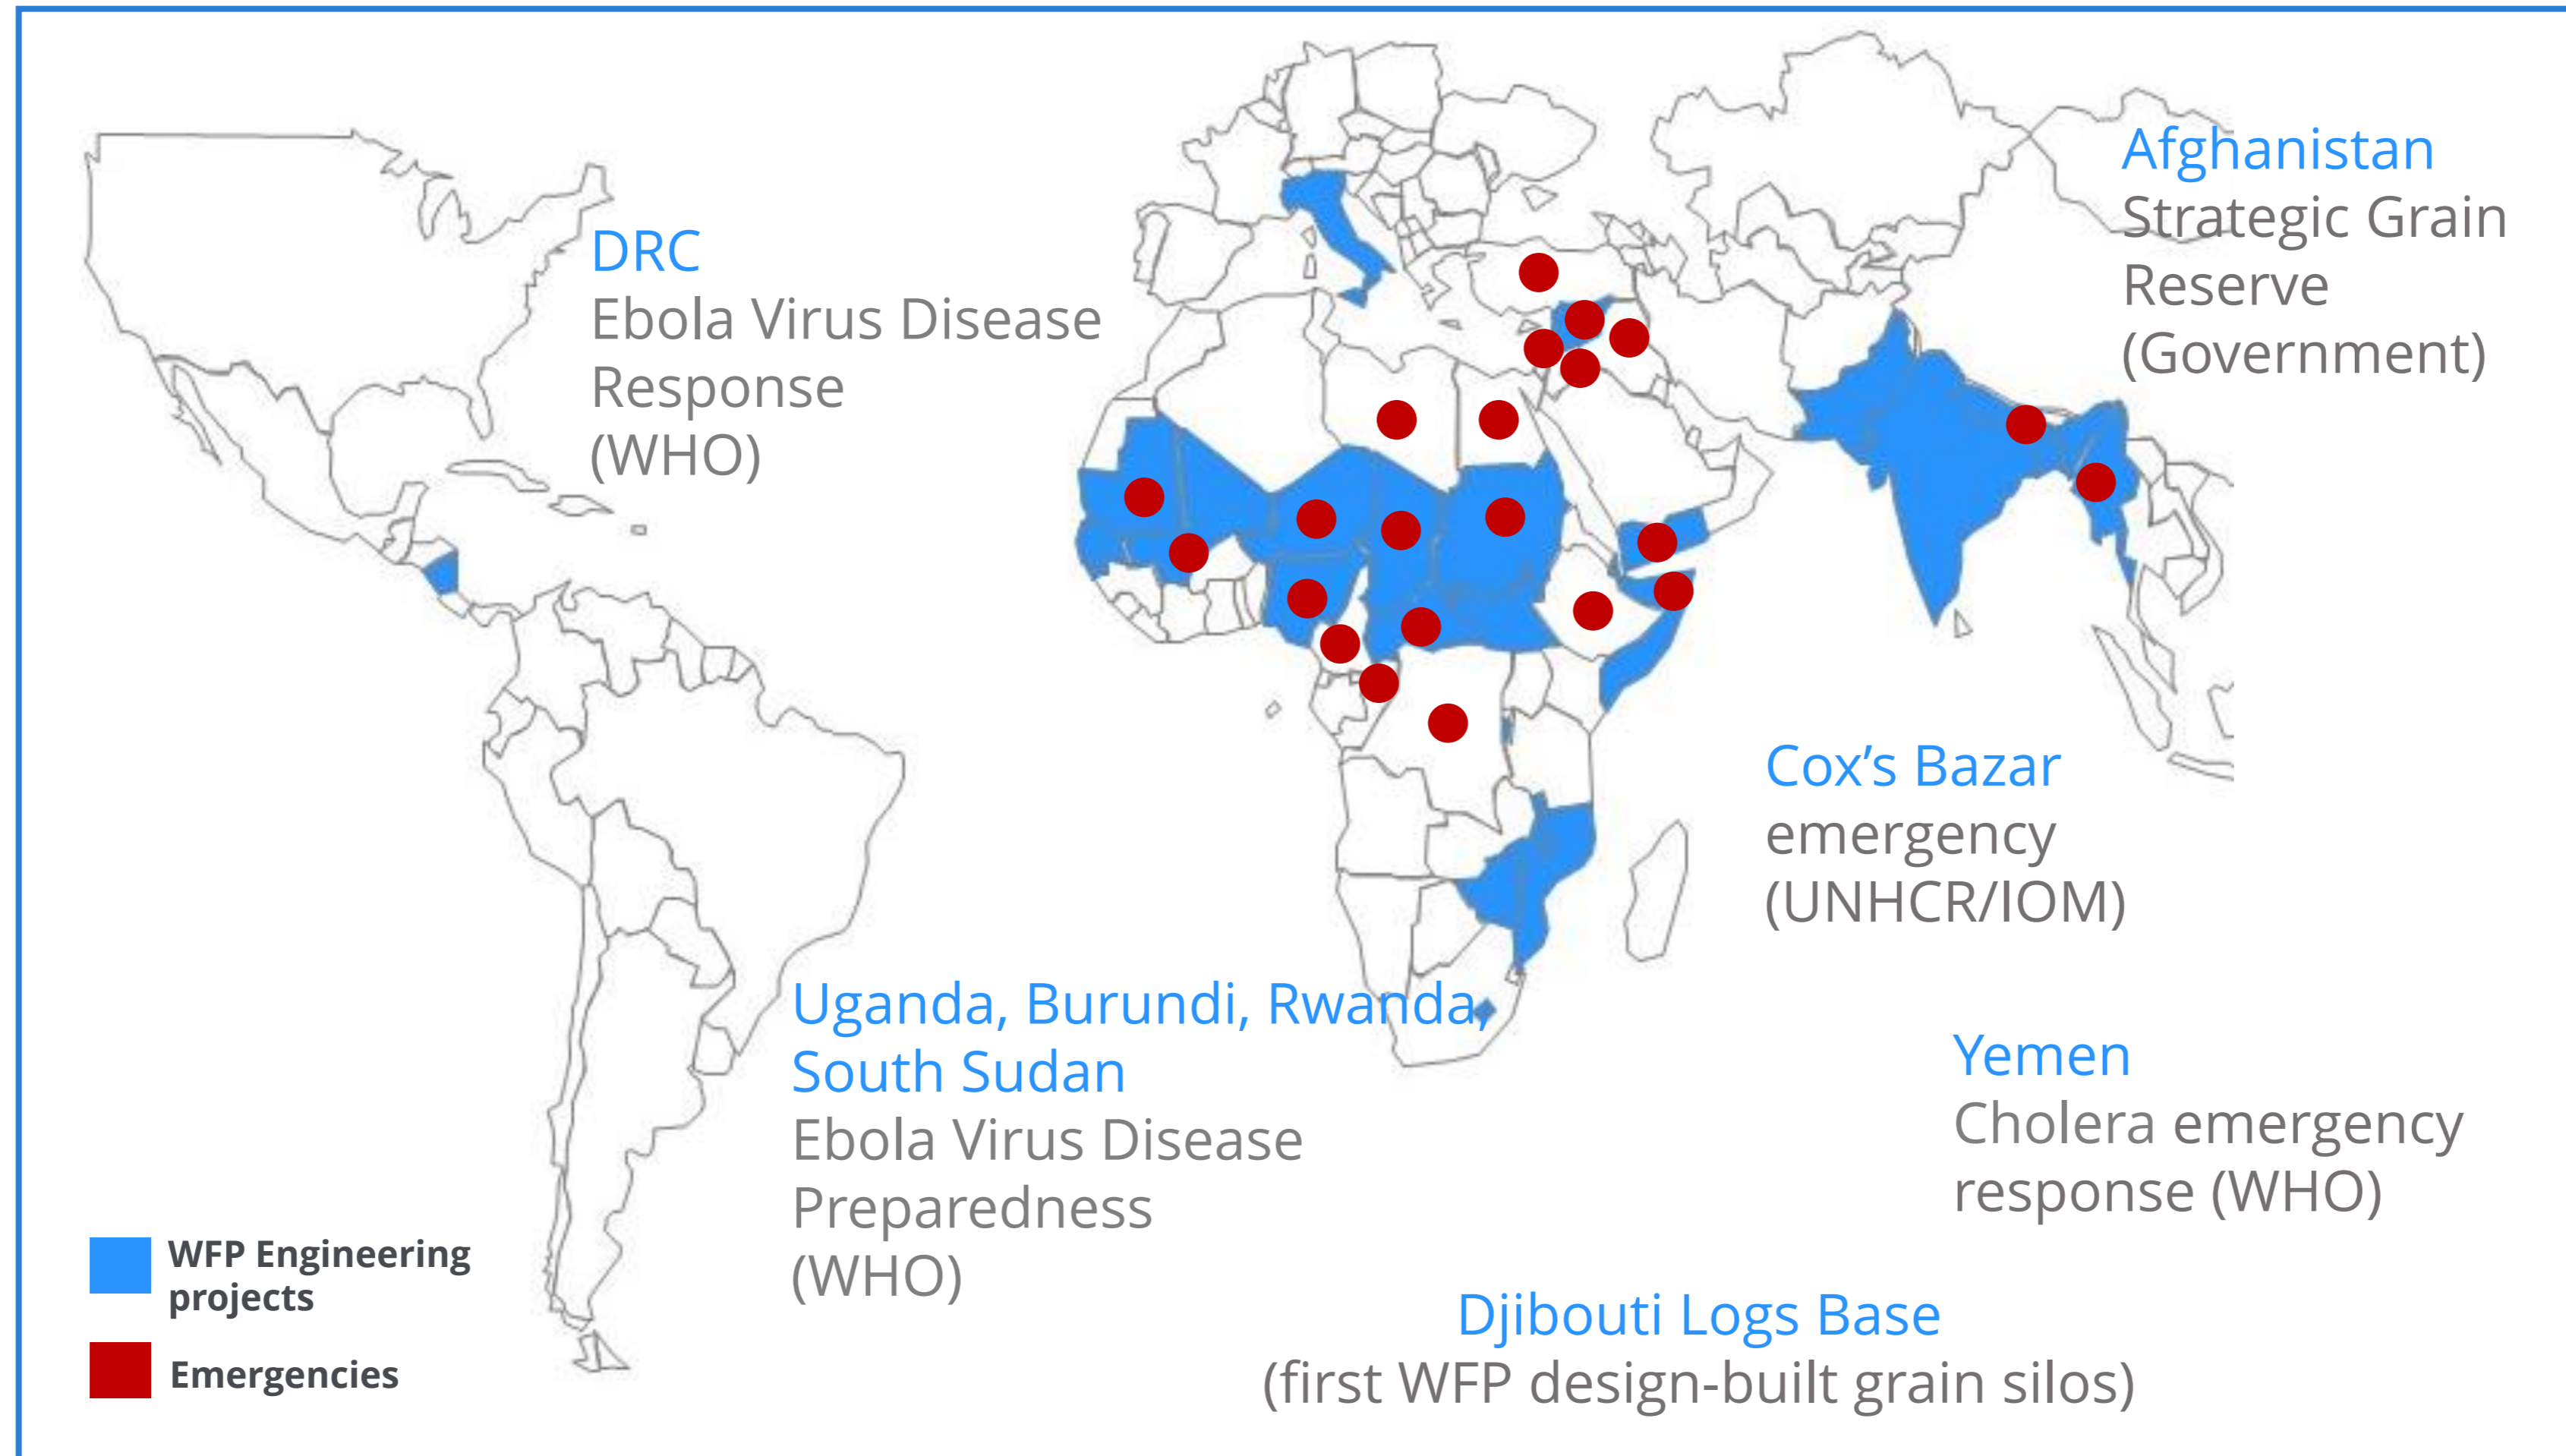 DRC
Ebola Virus Disease
Response
(WHO)
Afghanistan
Strategic Grain
Reserve
(Government)
Cox’s Bazar
emergency
(UNHCR/IOM)
Uganda, Burundi, Rwanda,
South Sudan
Ebola Virus Disease
Preparedness
(WHO)
Yemen
Cholera emergency
response (WHO)
Djibouti Logs Base
(first WFP design-built grain silos)
WFP Engineering
projects
Emergencies